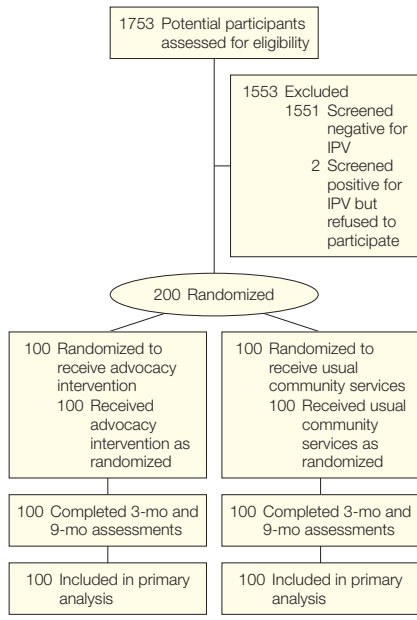 1753 Potential participants
assessed for eligibility
1553 Excluded
1551 Screened
negative for
IPV
2 Screened
positive for
IPV but
refused to
participate
200 Randomized
100 Randomized to
receive advocacy
intervention
100 Received
advocacy
intervention as
randomized
100 Randomized to
receive usual
community services
100 Received usual
community
services as
randomized
100 Completed 3-mo and
9-mo assessments
100 Completed 3-mo and
9-mo assessments
100 Included in primary
analysis
100 Included in primary
analysis